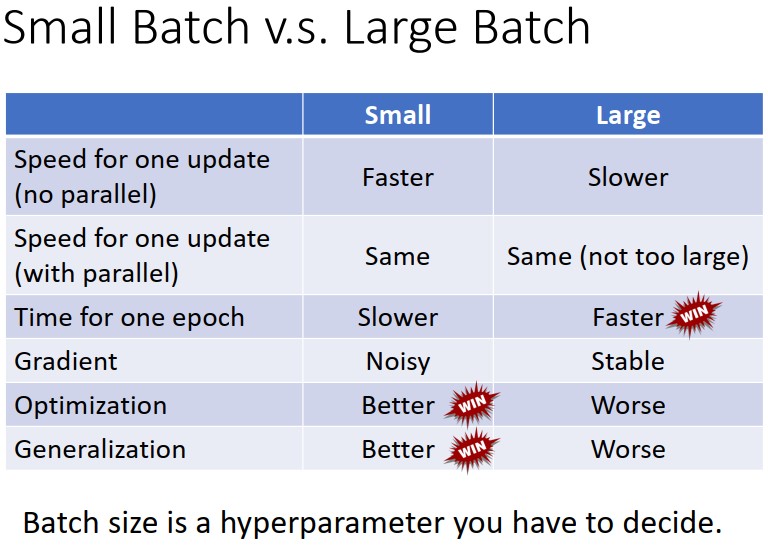 Small Batch v.s. Large Batch
Small Large
Speed for one update
(no parallel) Faster Slower
Speed for one update
(with parallel) Same Same (not too large)
Time for one epoch Slower Faster WIN
Gradient Noisy Stable
Optimization Better WIN Worse
Generalization Better WIN Worse
Batch size is a hyperparameter you have to decide.